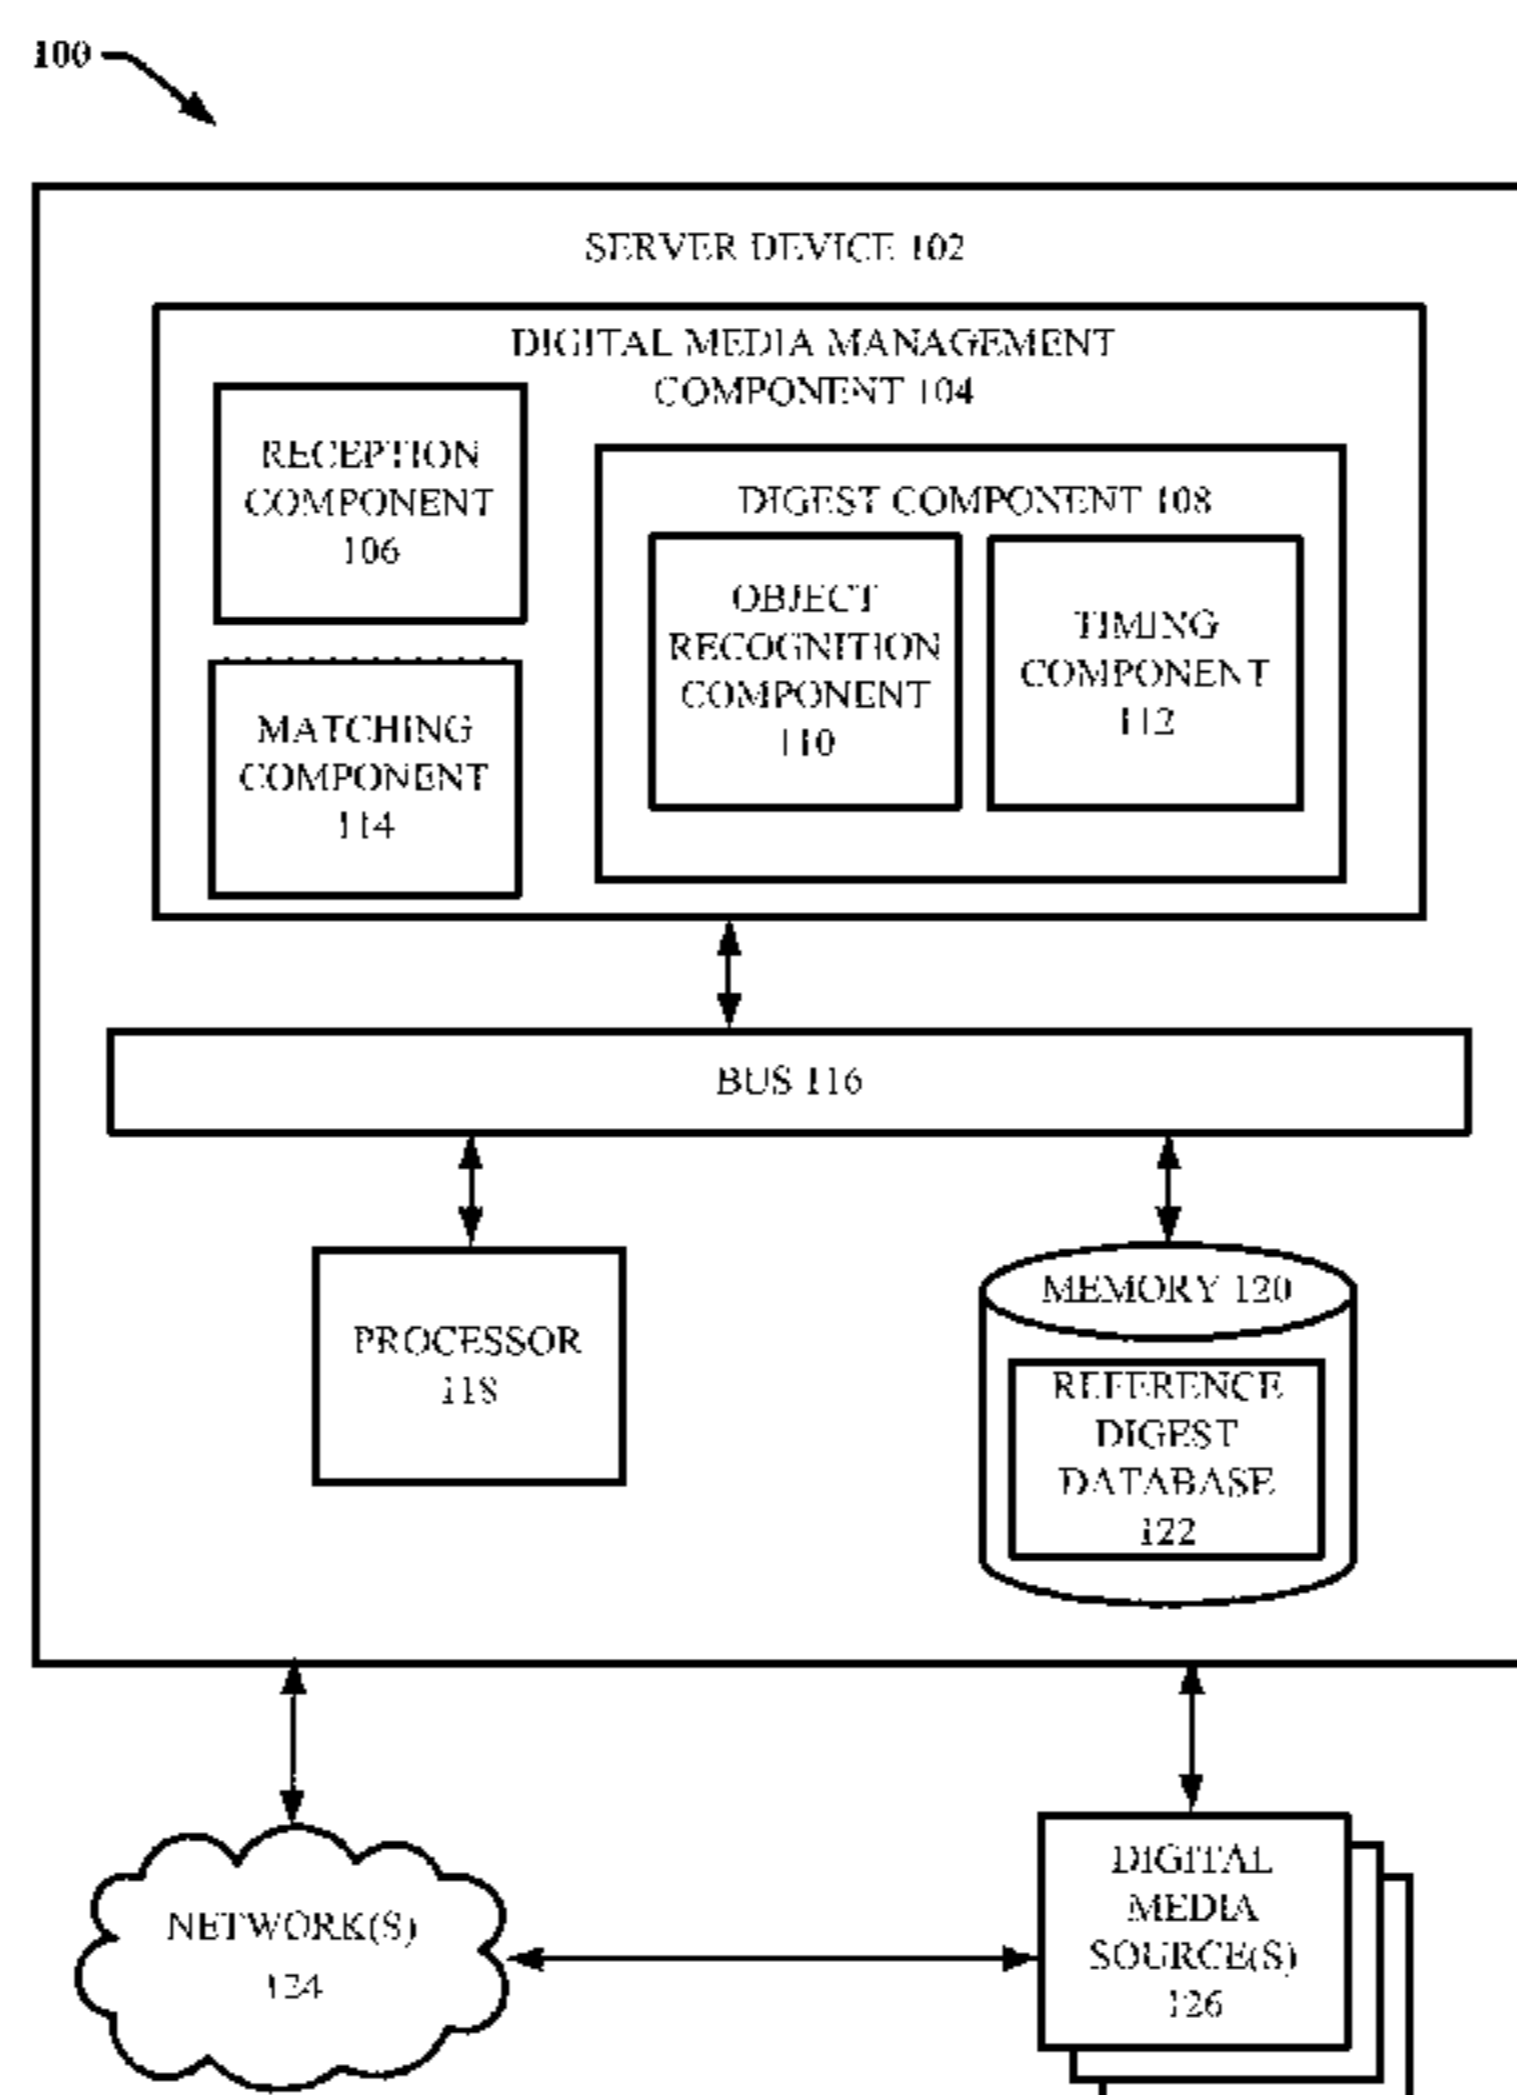 100
SERVER DEVICE 102
DIGITAL MEDIA MANAGEMENT
COMPONENT 104
RECEPTION
COMPONENT
106
DIGEST COMPONENT 108
OBJECT
RECOGNITION
COMPONENT
110
TIMING
COMPONENT
112
MATCHING
COMPONENT
114
BUS 116
PROCESSOR
118
MEMORY 120
REFERENCE
DIGEST
DATABASE
122
NETWORK(S)
124
DIGITAL
MEDIA
SOURCE(S)
126